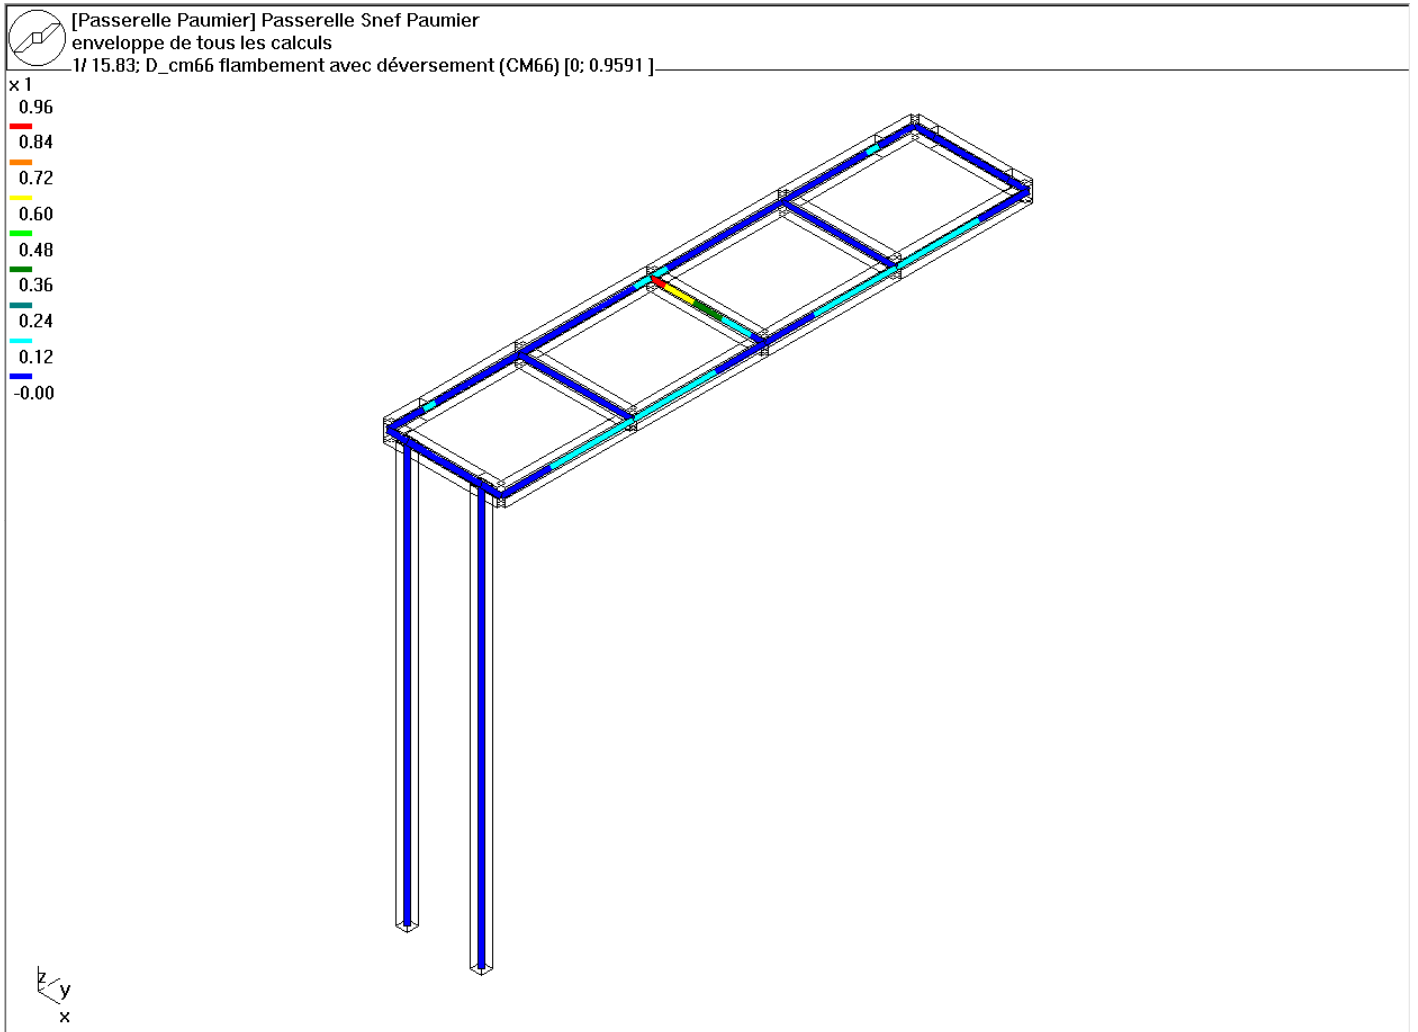 [Passerelle Paumier] Passerelle Snef Paumier
enveloppe de tous les calculs
1/ 15.83; D_cm66 flambement avec déversement (CM66) [0; 0.9591 ]
x 1
0.96
0.84
0.72
0.60
0.48
0.36
0.24
0.12
-0.00
z
y
x